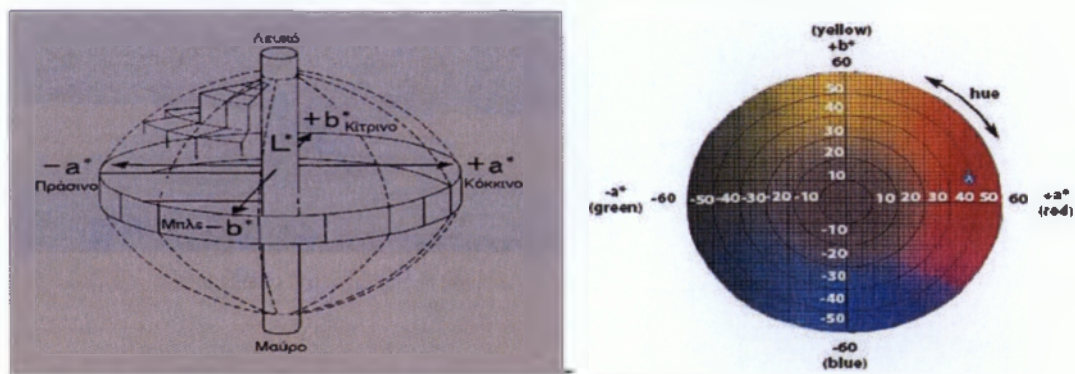 Λευκό
+b*
Κίτρινο
L*
-a*
Πράσινο
+a*
Κόκκινο
Μπλε
-b*
Μαύρο
(yellow)
+b*
60
hue
50
40
30
20
10
-a*
(green)
-60
-50 -40 -30 -20 -10
10 20 30 40 50
A
60
+a*
(red)
-10
-20
-30
-40
-50
-60
(blue)